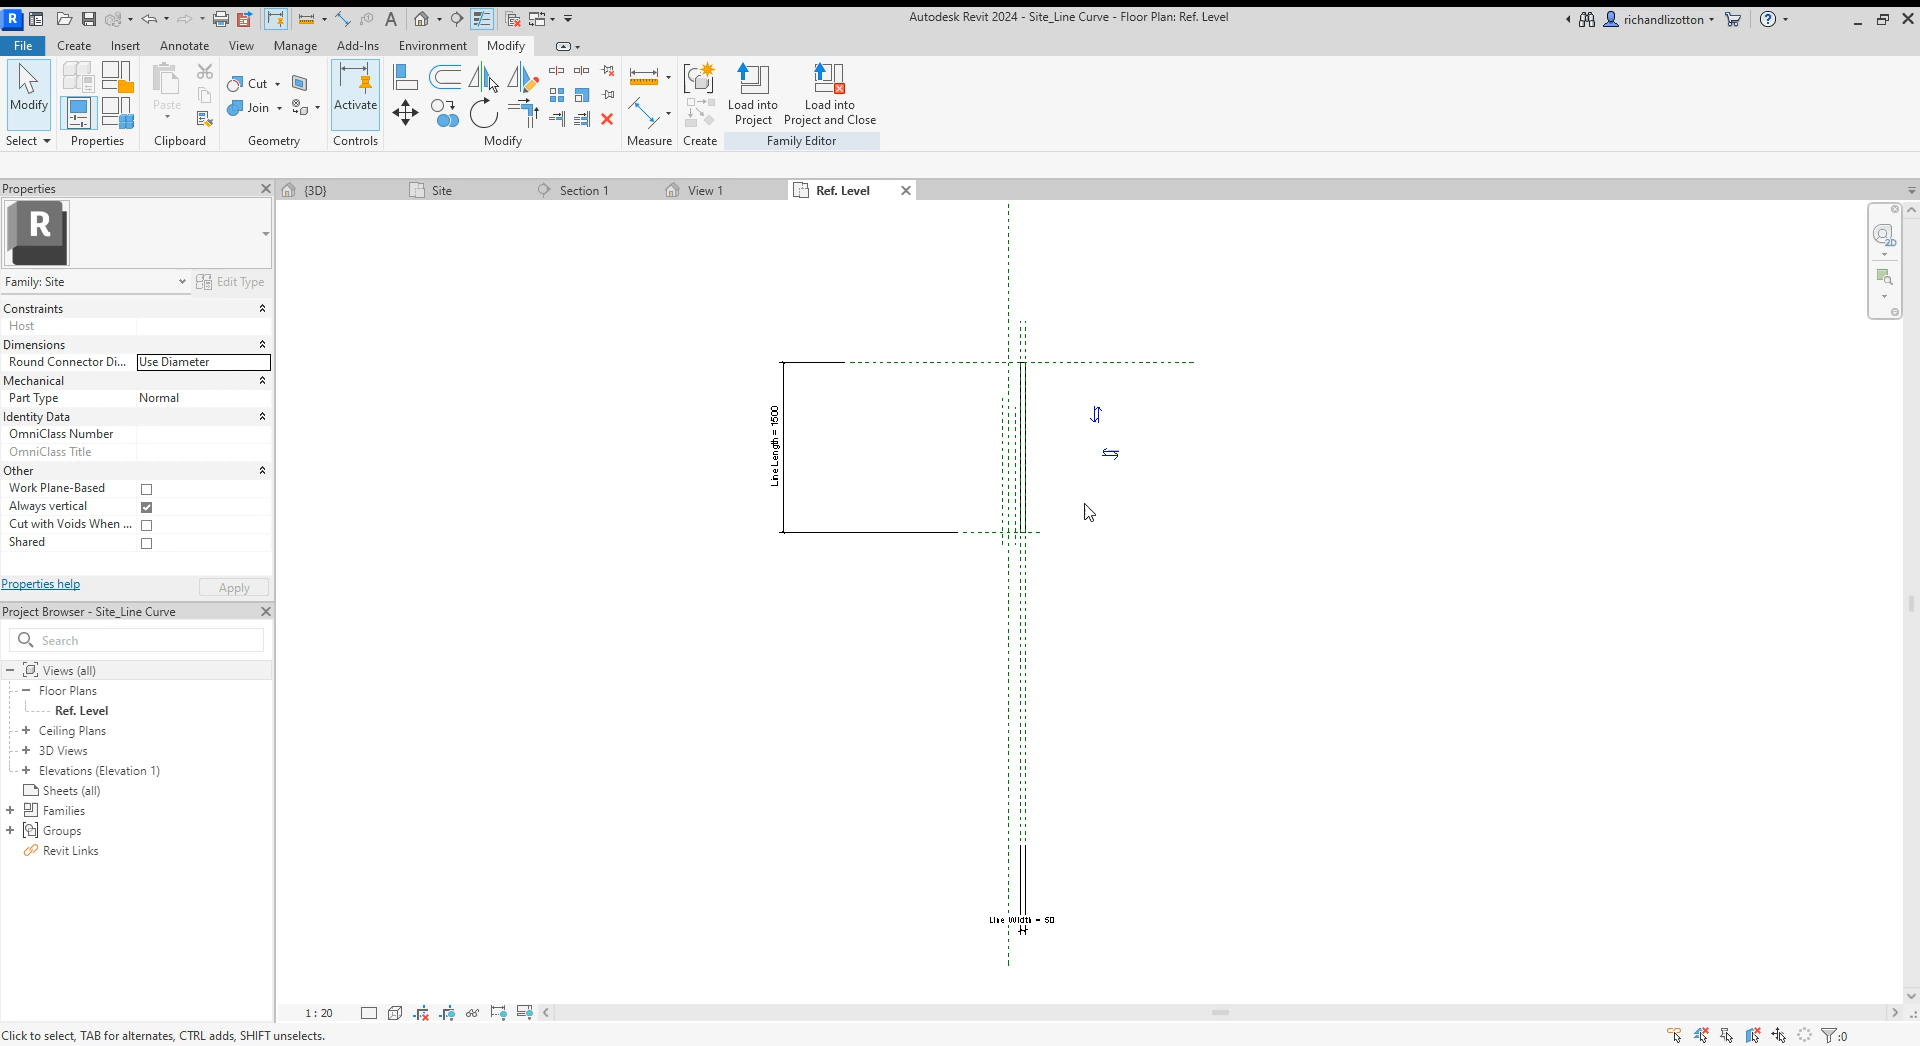 Autodesk Revit 2024 - Site_Line Curve - Floor Plan: Ref. Level
richandlizotton
File
Create
Insert
Annotate
View
Manage
Add-Ins
Environment
Modify
Modify
Paste
Cut
Join
Activate
Load into
Project
Load into
Project and Close
Select
Properties
Clipboard
Geometry
Controls
Modify
Measure
Create
Family Editor
Properties
{3D}
Site
Section 1
View 1
Ref. Level
R
Family: Site
Edit Type
Constraints
Host
Dimensions
Round Connector Di... Use Diameter
Mechanical
Part Type Normal
Identity Data
OmniClass Number
OmniClass Title
Other
Work Plane-Based
Always vertical
Cut with Voids When ...
Shared
Properties help
Apply
Project Browser - Site_Line Curve
Search
Views (all)
Floor Plans
Ref. Level
Ceiling Plans
3D Views
Elevations (Elevation 1)
Sheets (all)
Families
Groups
Revit Links
Line Length = 1500
Line Width = 50
2D
1 : 20
Click to select, TAB for alternates, CTRL adds, SHIFT unselects.
:0